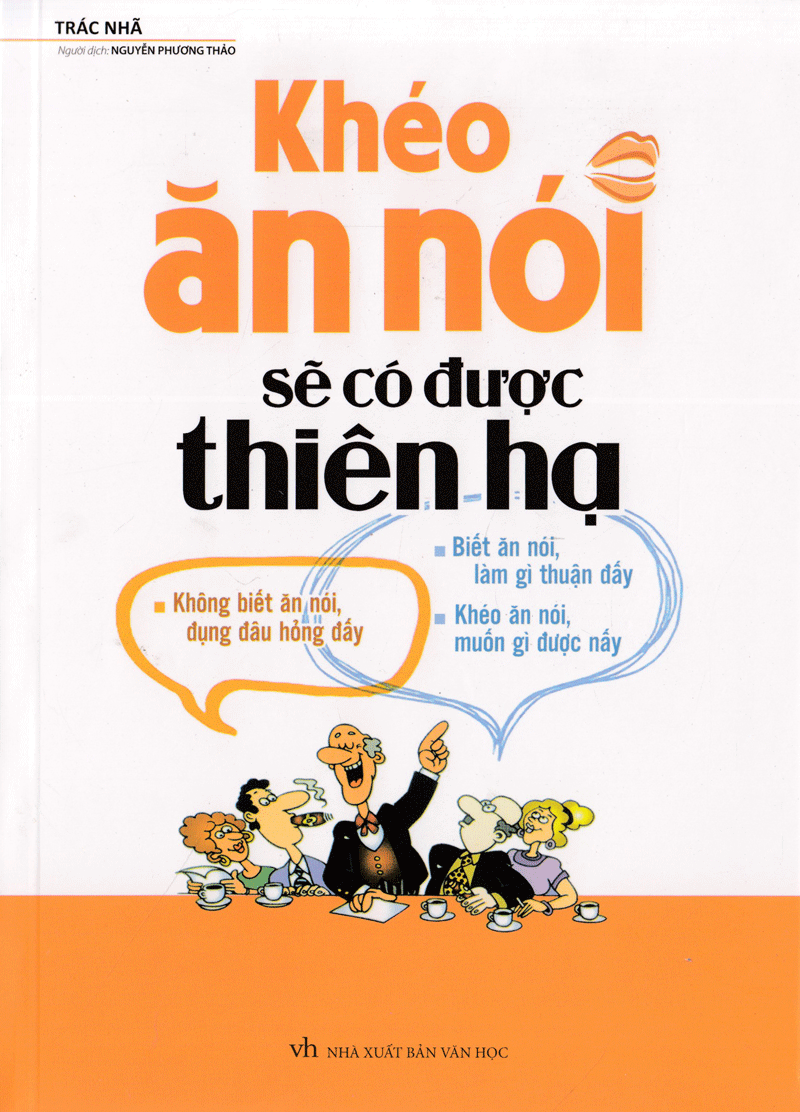 TRÁC NHÃ
Người dịch: NGUYỄN PHƯƠNG THẢO
Khéo
ăn nói
sẽ có được
thiên hạ
Biết ăn nói,
làm gì thuận đấy
Khéo ăn nói,
muốn gì được nấy
Không biết ăn nói,
đụng đâu hỏng đấy
vh NHÀ XUẤT BẢN VĂN HỌC